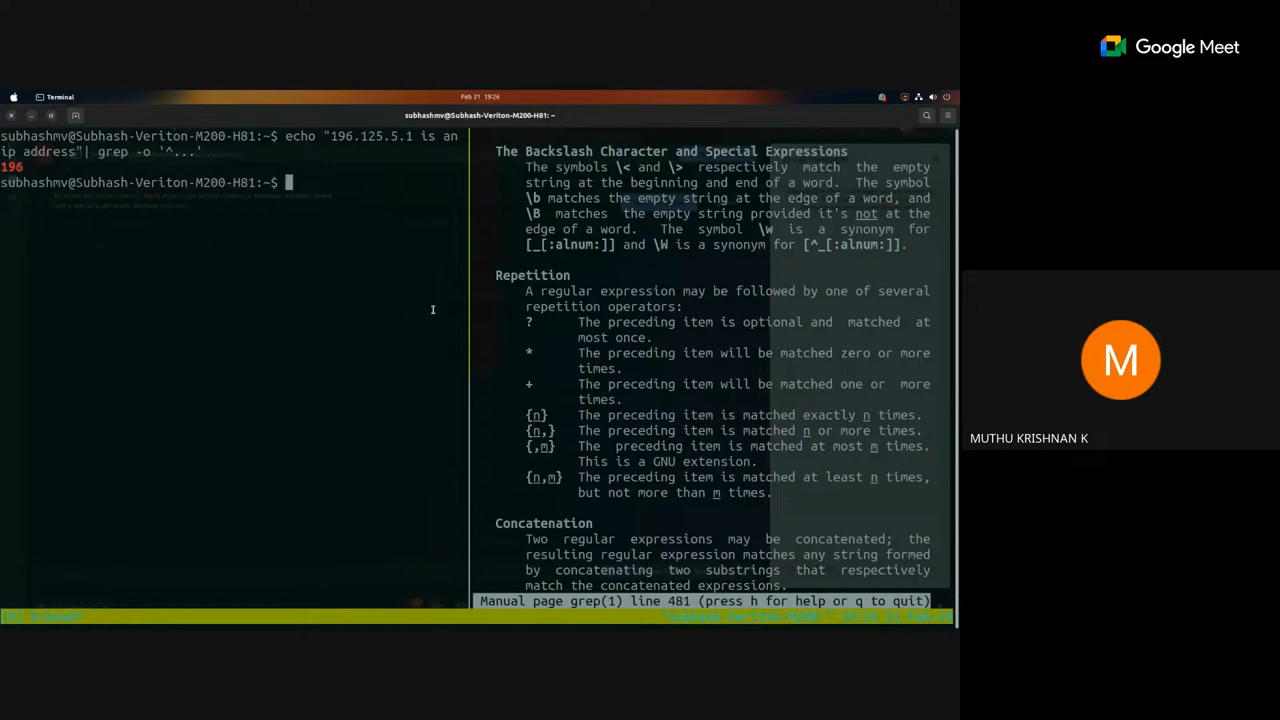 Google Meet
Terminal
Feb 21 19:26
subhashmv@Subhash-Veriton-M200-H81: ~
subhashmv@Subhash-Veriton-M200-H81:~$ echo "196.125.5.1 is an
ip address"| grep -o '^...'
196
subhashmv@Subhash-Veriton-M200-H81:~$
The Backslash Character and Special Expressions
The symbols \< and \> respectively match the empty
string at the beginning and end of a word. The symbol
\b matches the empty string at the edge of a word, and
\B matches the empty string provided it's not at the
edge of a word. The symbol \w is a synonym for
[_[:alnum:]] and \W is a synonym for [^_[:alnum:]].
Repetition
A regular expression may be followed by one of several
repetition operators:
? The preceding item is optional and matched at
most once.
* The preceding item will be matched zero or more
times.
+ The preceding item will be matched one or more
times.
{n} The preceding item is matched exactly n times.
{n,} The preceding item is matched n or more times.
{,m} The preceding item is matched at most m times.
This is a GNU extension.
{n,m} The preceding item is matched at least n times,
but not more than m times.
Concatenation
Two regular expressions may be concatenated; the
resulting regular expression matches any string formed
by concatenating two substrings that respectively
match the concatenated expressions.
Manual page grep(1) line 481 (press h for help or q to quit)
M
MUTHU KRISHNAN K